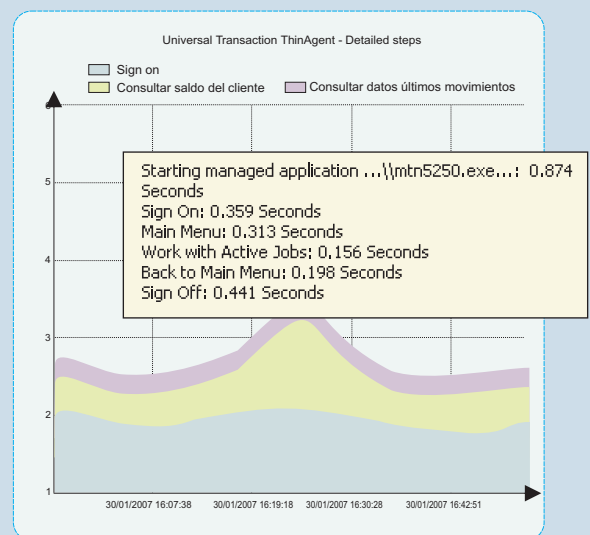 Universal Transaction ThinAgent - Detailed steps
Sign on
Consultar saldo del cliente
Consultar datos últimos movimientos
6
5
4
3
2
1
Starting managed application ...\\mtn5250.exe...: 0.874
Seconds
Sign On: 0.359 Seconds
Main Menu: 0.313 Seconds
Work with Active Jobs: 0.156 Seconds
Back to Main Menu: 0.198 Seconds
Sign Off: 0.441 Seconds
30/01/2007 16:07:38
30/01/2007 16:19:18
30/01/2007 16:30:28
30/01/2007 16:42:51